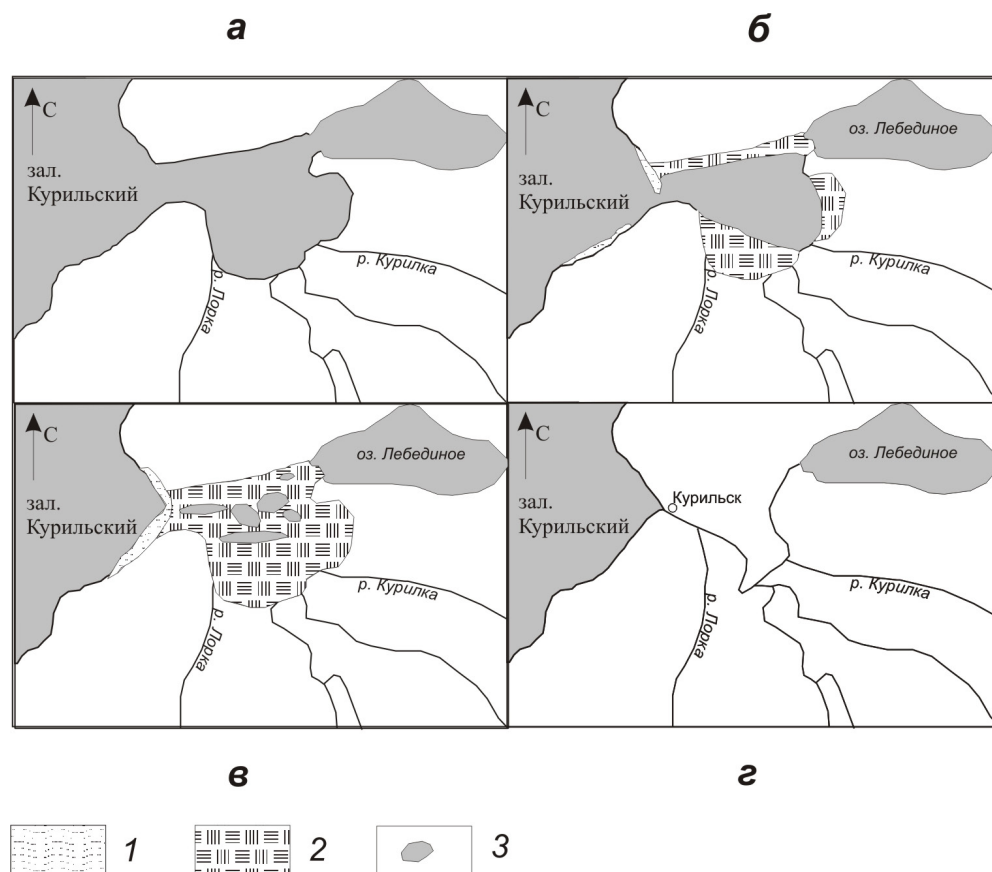 а
б
С
зал.
Курильский
р. Курилка
р. Лорка
С
оз. Лебединое
зал.
Курильский
р. Курилка
р. Лорка
С
оз. Лебединое
зал.
Курильский
р. Курилка
р. Лорка
С
оз. Лебединое
зал.
Курильский
Курильск
р. Курилка
р. Лорка
в
г
1
2
3